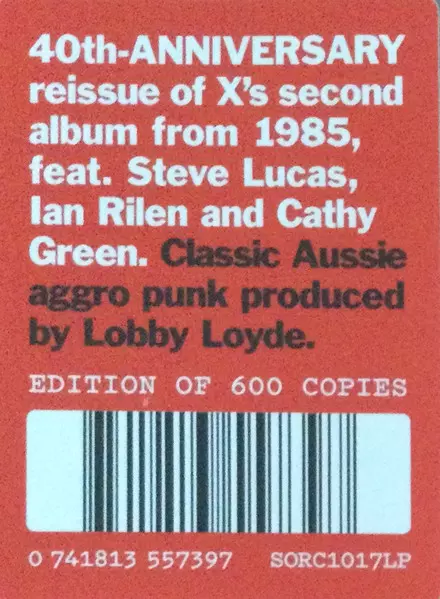 40th-ANNIVERSARY
reissue of X's second
album from 1985,
feat. Steve Lucas,
Ian Rilen and Cathy
Green. Classic Aussie
aggro punk produced
by Lobby Loyde.
EDITION OF 600 COPIES
0 741813 557397 SORC1017LP